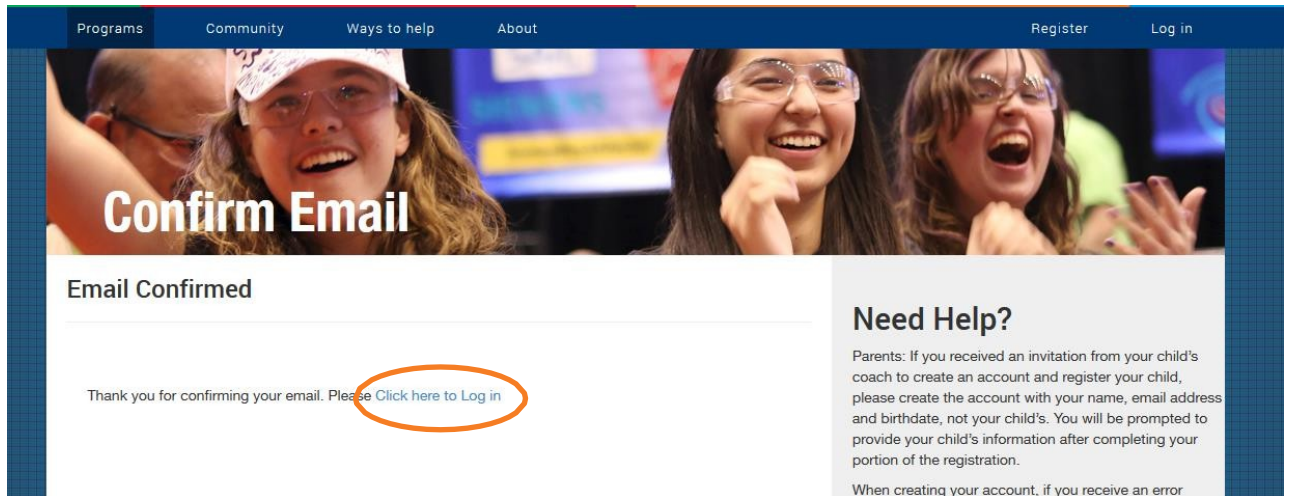 Programs Community Ways to help About Register Log in
SIEMENS
Confirm Email
Email Confirmed
Thank you for confirming your email. Please Click here to Log in
Need Help?
Parents: If you received an invitation from your child's
coach to create an account and register your child,
please create the account with your name, email address
and birthdate, not your child's. You will be prompted to
provide your child's information after completing your
portion of the registration.
When creating your account, if you receive an error